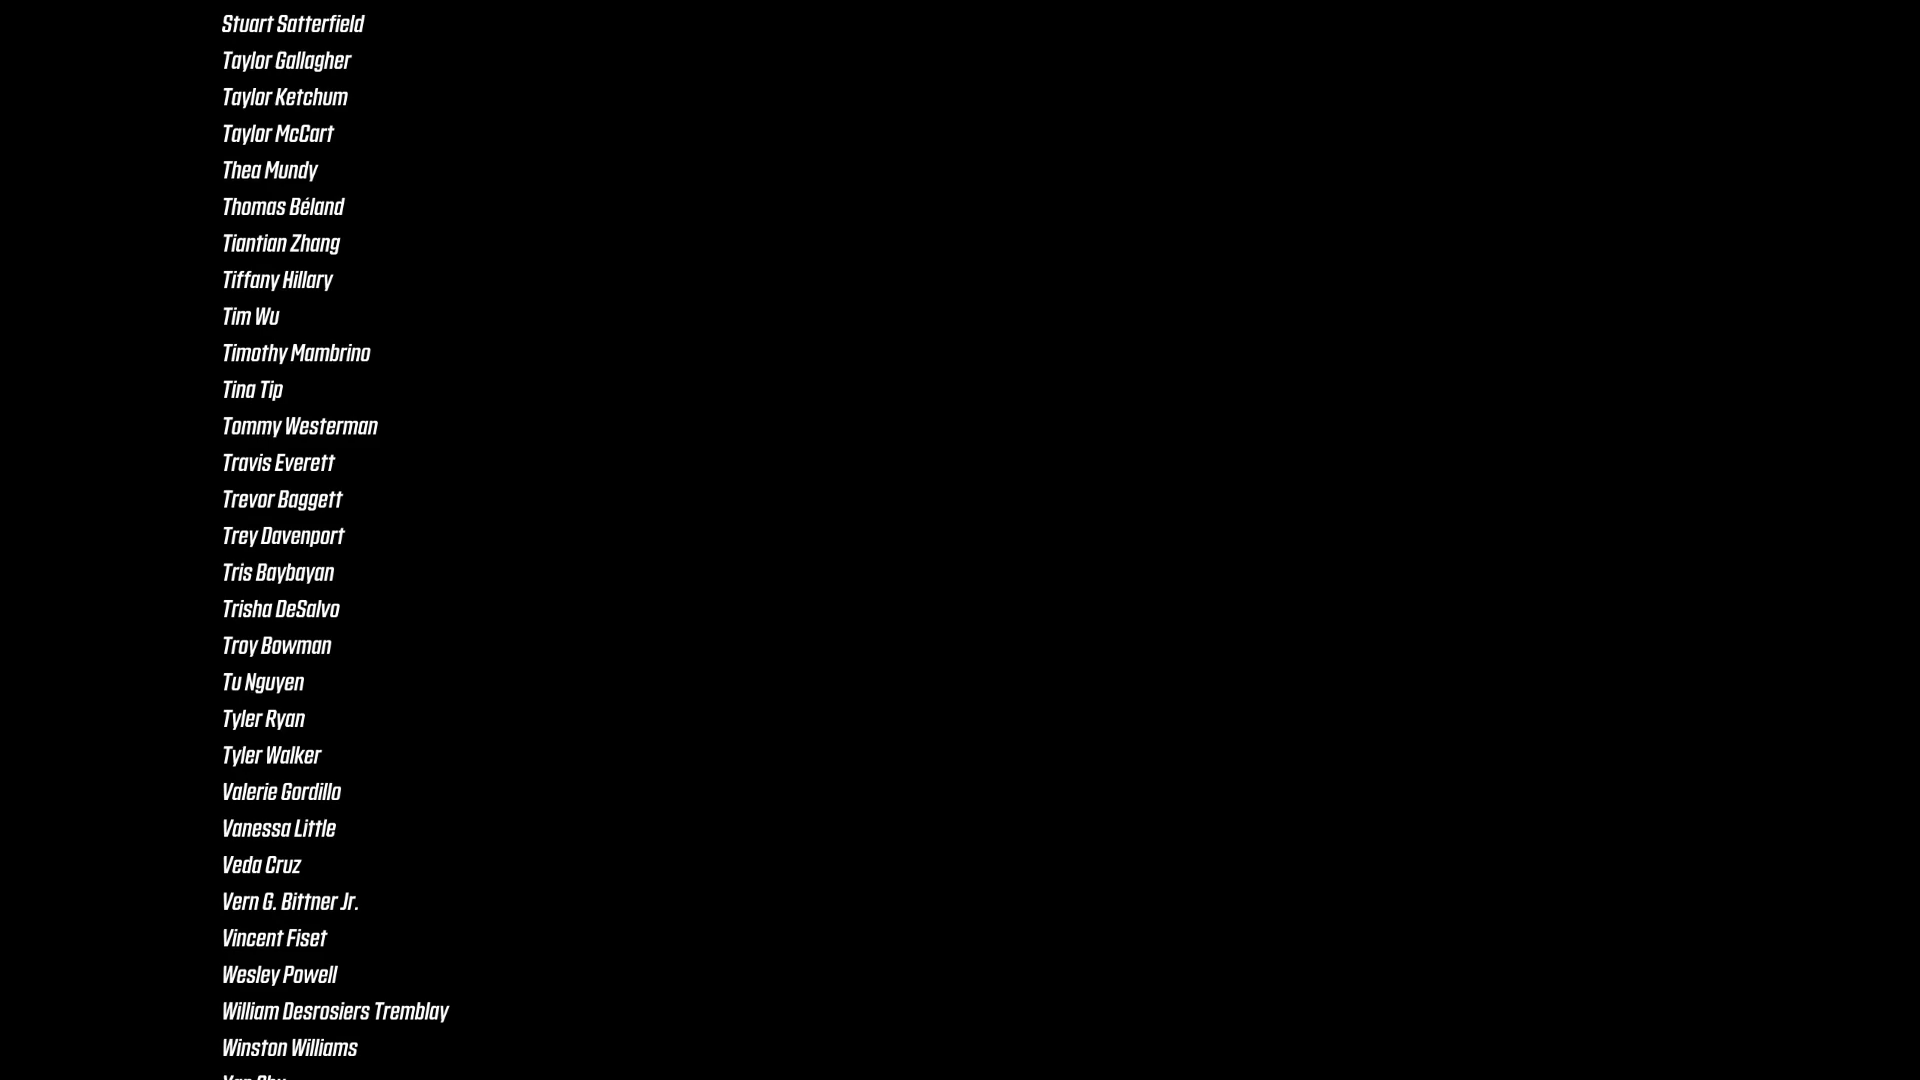 Stuart Satterfield
Taylor Gallagher
Taylor Ketchum
Taylor McCart
Thea Mundy
Thomas Béland
Tiantian Zhang
Tiffany Hillary
Tim Wu
Timothy Mambrino
Tina Tip
Tommy Westerman
Travis Everett
Trevor Baggett
Trey Davenport
Tris Baybayan
Trisha DeSalvo
Troy Bowman
Tu Nguyen
Tyler Ryan
Tyler Walker
Valerie Gordillo
Vanessa Little
Veda Cruz
Vern G. Bittner Jr.
Vincent Fiset
Wesley Powell
William Desrosiers Tremblay
Winston Williams